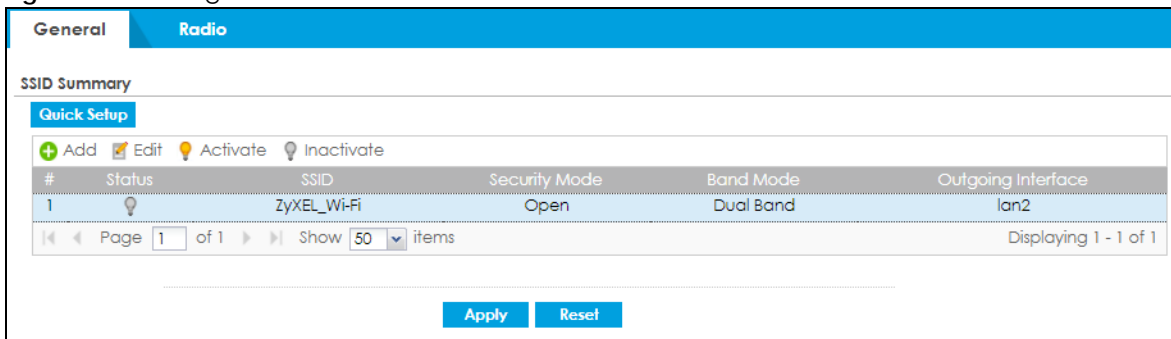 General Radio
SSID Summary
Quick Setup
Add Edit Activate Inactivate
# Status SSID Security Mode Band Mode Outgoing Interface
1 ZyXEL_Wi-Fi Open Dual Band lan2
Page 1 of 1 Show 50 items Displaying 1 - 1 of 1
Apply Reset